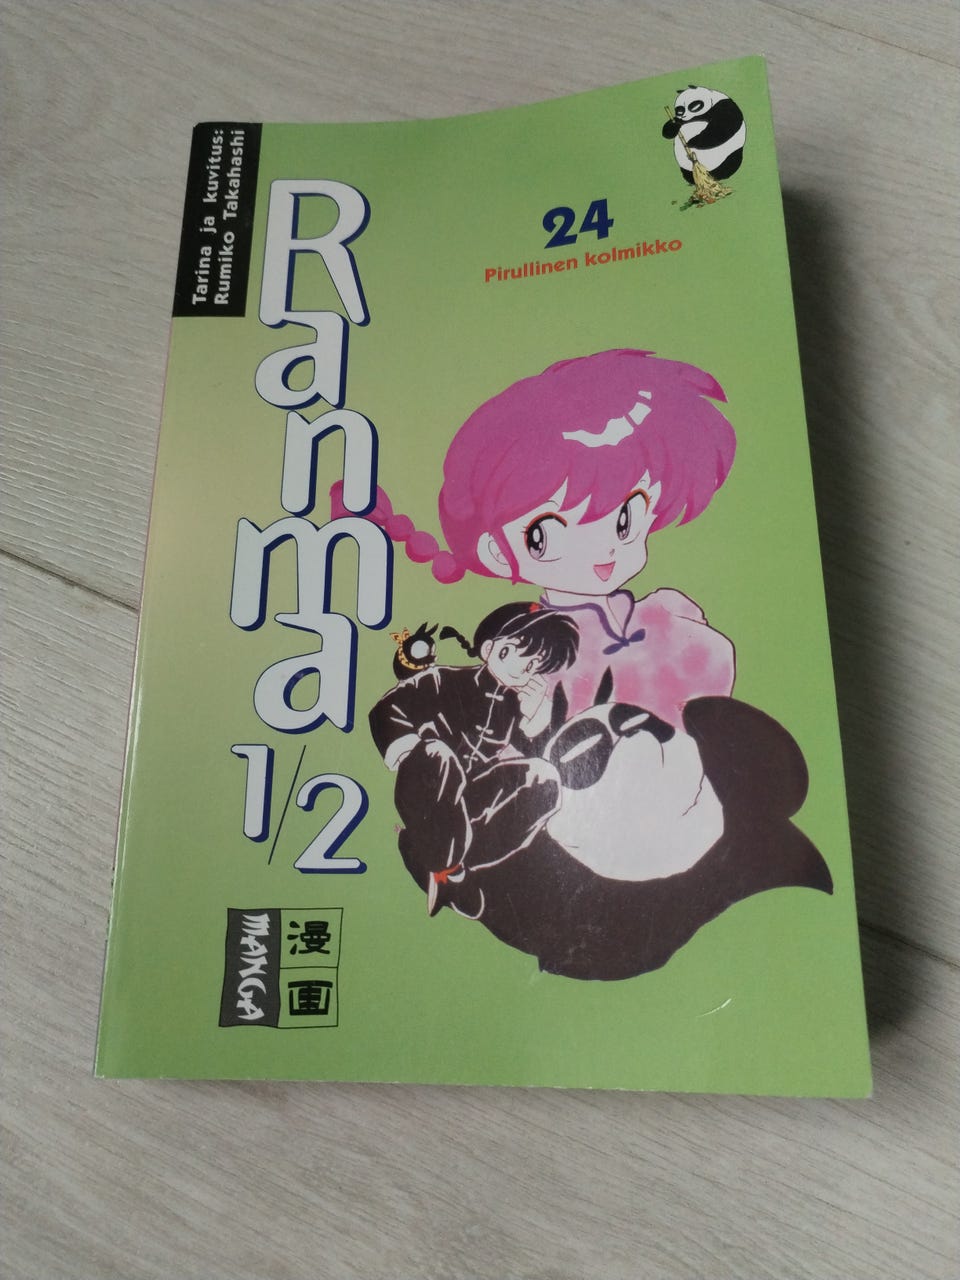 Tarina ja kuvitus:
Rumiko Takahashi
Ranma
1/2
24
Pirullinen kolmikko
MANGA
漫画